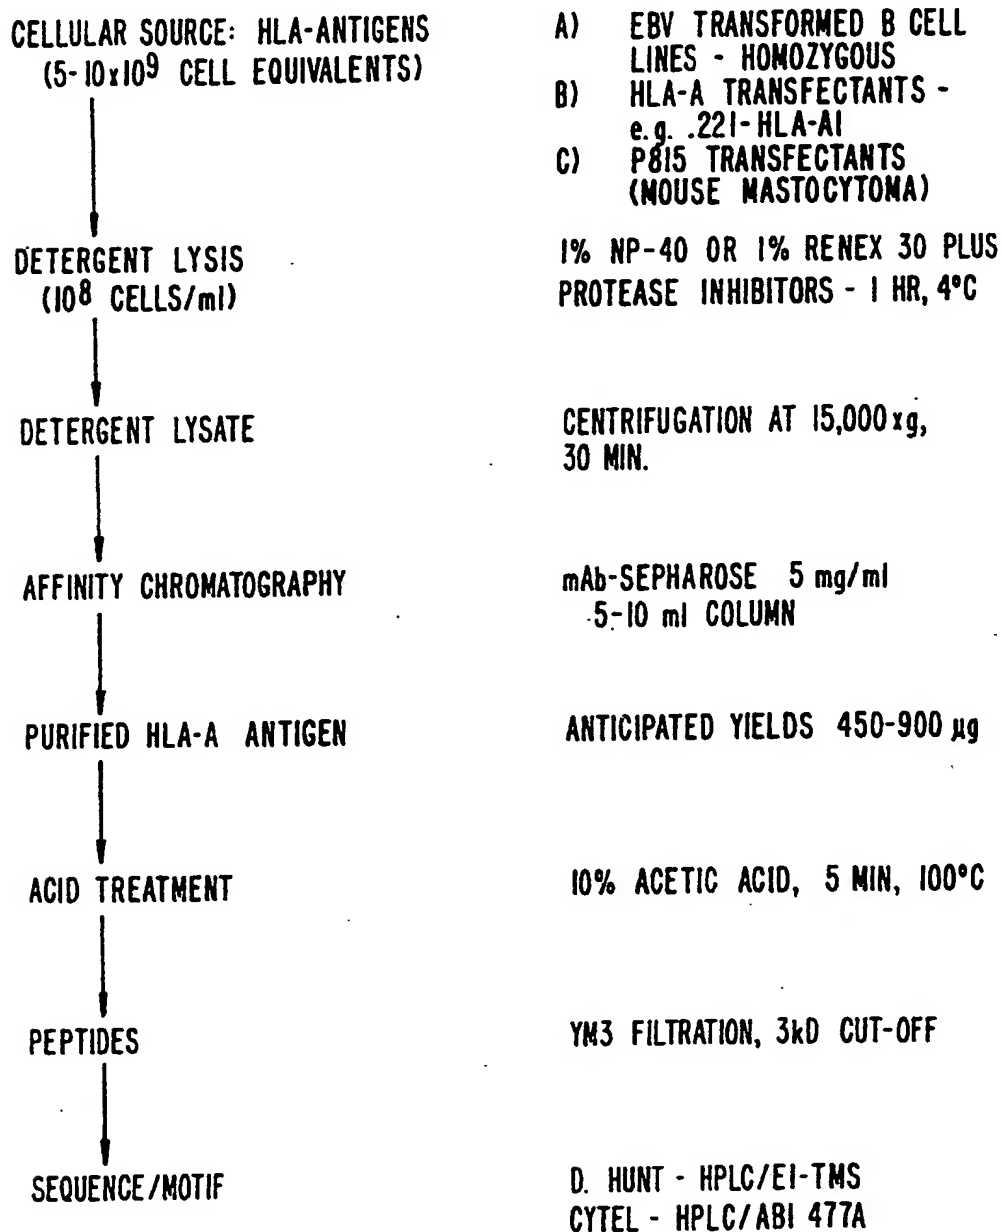 CELLULAR SOURCE: HLA-ANTIGENS
(5-10x10⁹ CELL EQUIVALENTS)
A) EBV TRANSFORMED B CELL
LINES - HOMOZYGOUS
B) HLA-A TRANSFECTANTS -
e.g. .221-HLA-A1
C) P815 TRANSFECTANTS
(MOUSE MASTOCYTOMA)
DETERGENT LYSIS
(10⁸ CELLS/ml)
1% NP-40 OR 1% RENEX 30 PLUS
PROTEASE INHIBITORS - 1 HR, 4°C
DETERGENT LYSATE
CENTRIFUGATION AT 15,000xg,
30 MIN.
AFFINITY CHROMATOGRAPHY
mAb-SEPHAROSE 5 mg/ml
5-10 ml COLUMN
PURIFIED HLA-A ANTIGEN
ANTICIPATED YIELDS 450-900 µg
ACID TREATMENT
10% ACETIC ACID, 5 MIN, 100°C
PEPTIDES
YM3 FILTRATION, 3kD CUT-OFF
SEQUENCE/MOTIF
D. HUNT - HPLC/EI-TMS
CYTEL - HPLC/ABI 477A